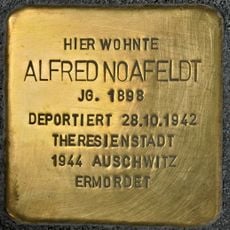 HIER WOHNTE
ALFRED NOAFELDT
JG. 1898
DEPORTIERT 28.10.1942
THERESIENSTADT
1944 AUSCHWITZ
ERMORDET